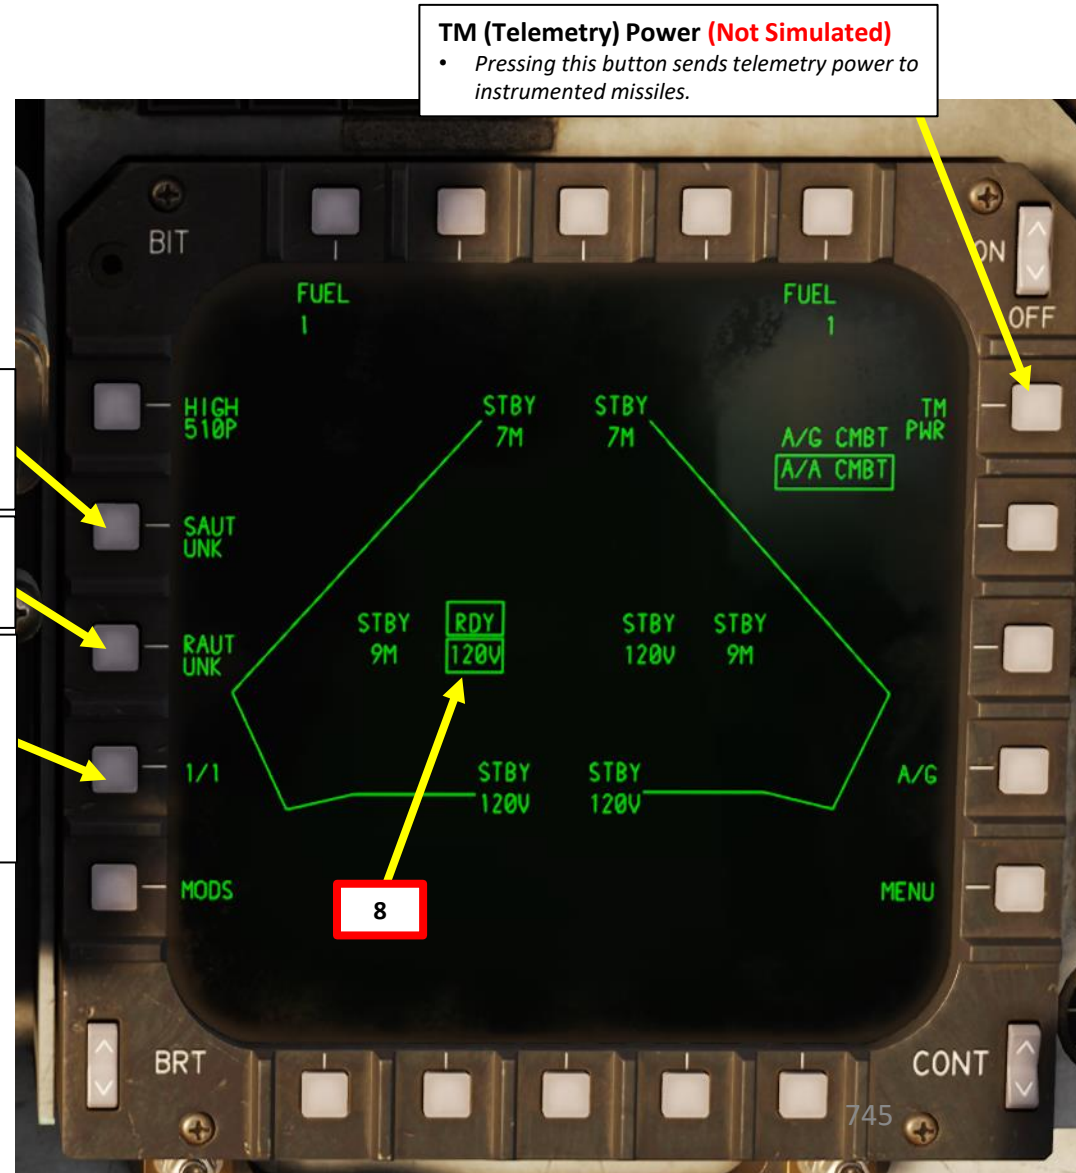 TM (Telemetry) Power (Not Simulated)
• Pressing this button sends telemetry power to
instrumented missiles.
BIT
ON
OFF
FUEL
1
FUEL
1
HIGH
510P
STBY
7M
STBY
7M
TM
PWR
A/G CMBT
A/A CMBT
SAUT
UNK
RAUT
UNK
STBY
9M
RDY
120V
STBY
120V
STBY
9M
1/1
STBY
120V
STBY
120V
A/G
MODS
MENU
8
BRT
CONT
745